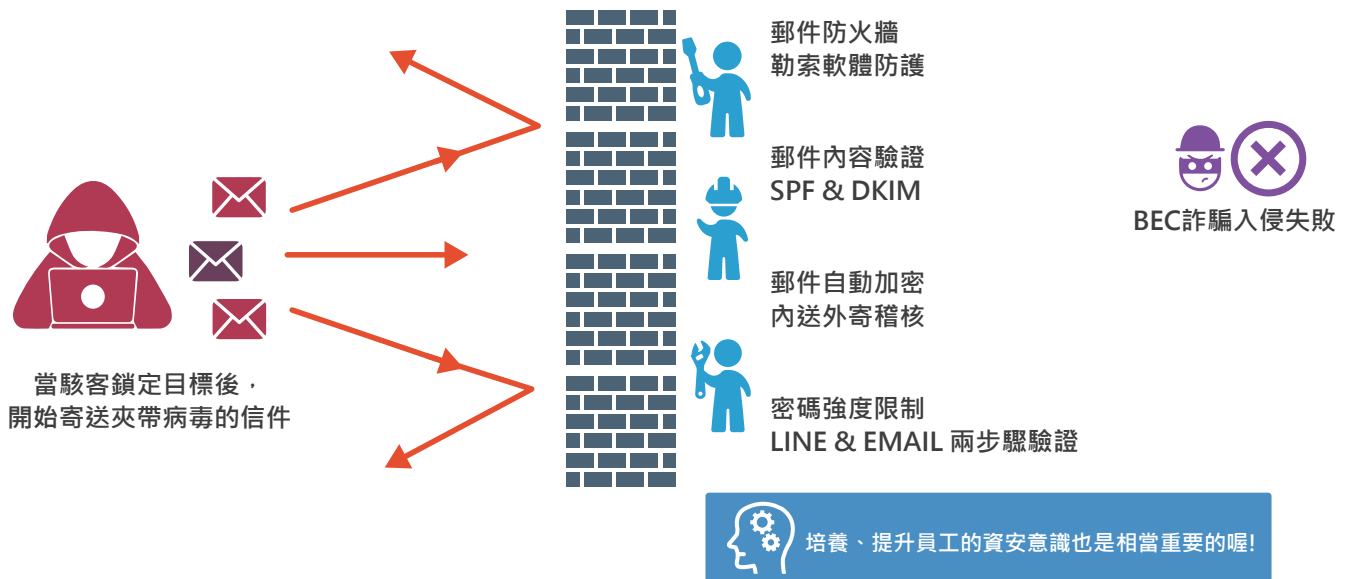 郵件防火牆
勒索軟體防護
郵件內容驗證
SPF & DKIM
BEC詐騙入侵失敗
郵件自動加密
內送外寄稽核
當駭客鎖定目標後，
開始寄送夾帶病毒的信件
密碼強度限制
LINE & EMAIL 兩步驟驗證
培養、提升員工的資安意識也是相當重要的喔!